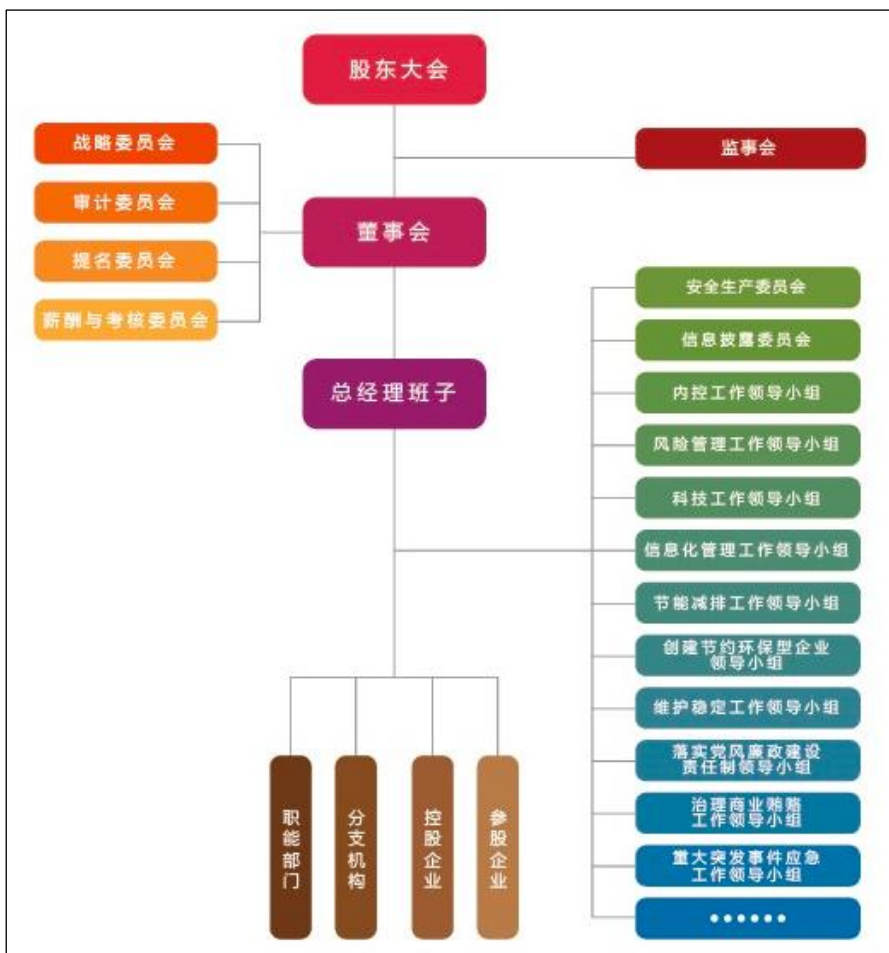 股东大会
监事会
战略委员会
审计委员会
提名委员会
薪酬与考核委员会
董事会
总经理班子
安全生产委员会
信息披露委员会
内控工作领导小组
风险管理工作领导小组
科技工作领导小组
信息化管理工作领导小组
节能减排工作领导小组
创建节约环保型企业
领导小组
维护稳定工作领导小组
落实党风廉政建设
责任制领导小组
治理商业贿赂
工作领导小组
重大突发事件应急
工作领导小组
••••••
职能部门
分支机构
控股企业
参股企业